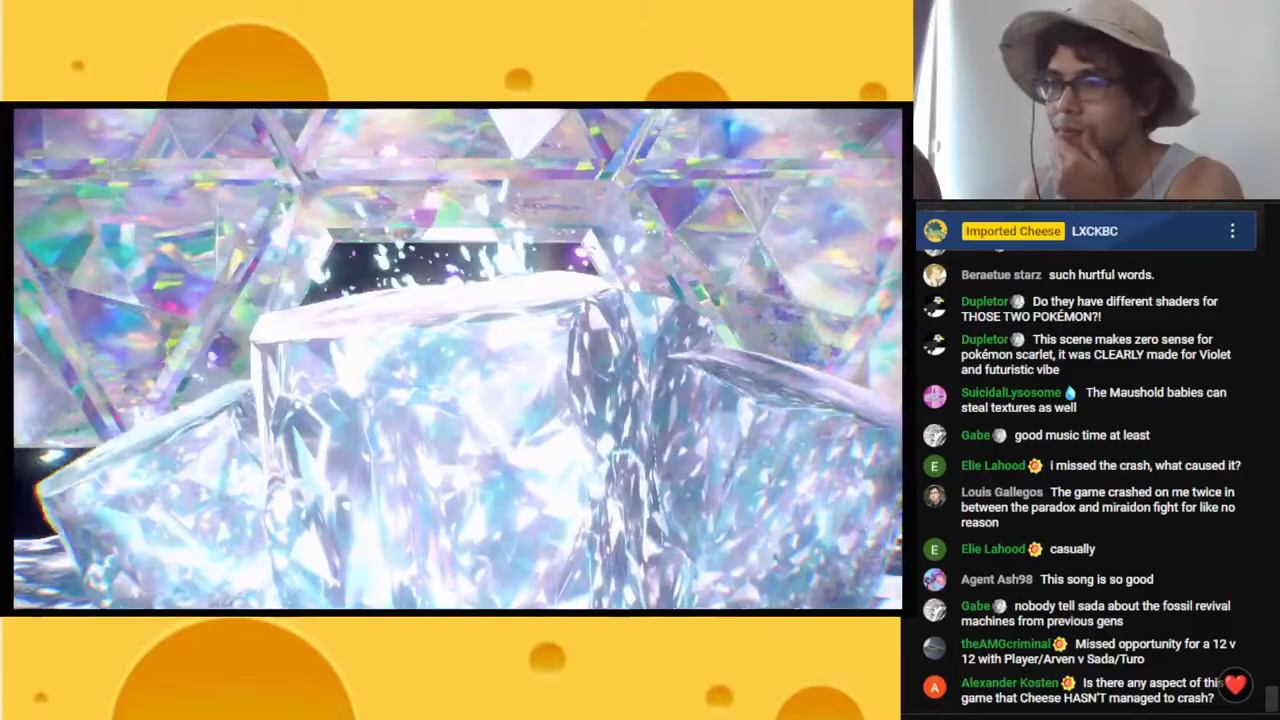 Imported Cheese LXCKBC
Beraetue starz such hurtful words.
Dupletor Do they have different shaders for
THOSE TWO POKÉMON?!
Dupletor This scene makes zero sense for
pokémon scarlet, it was CLEARLY made for Violet
and futuristic vibe
SuicidalLysosome The Maushold babies can
steal textures as well
Gabe good music time at least
E Elie Lahood i missed the crash, what caused it?
Louis Gallegos The game crashed on me twice in
between the paradox and miraidon fight for like no
reason
E Elie Lahood casually
Agent Ash98 This song is so good
Gabe nobody tell sada about the fossil revival
machines from previous gens
theAMGcriminal Missed opportunity for a 12 v
12 with Player/Arven v Sada/Turo
A Alexander Kosten Is there any aspect of this
game that Cheese HASN'T managed to crash?